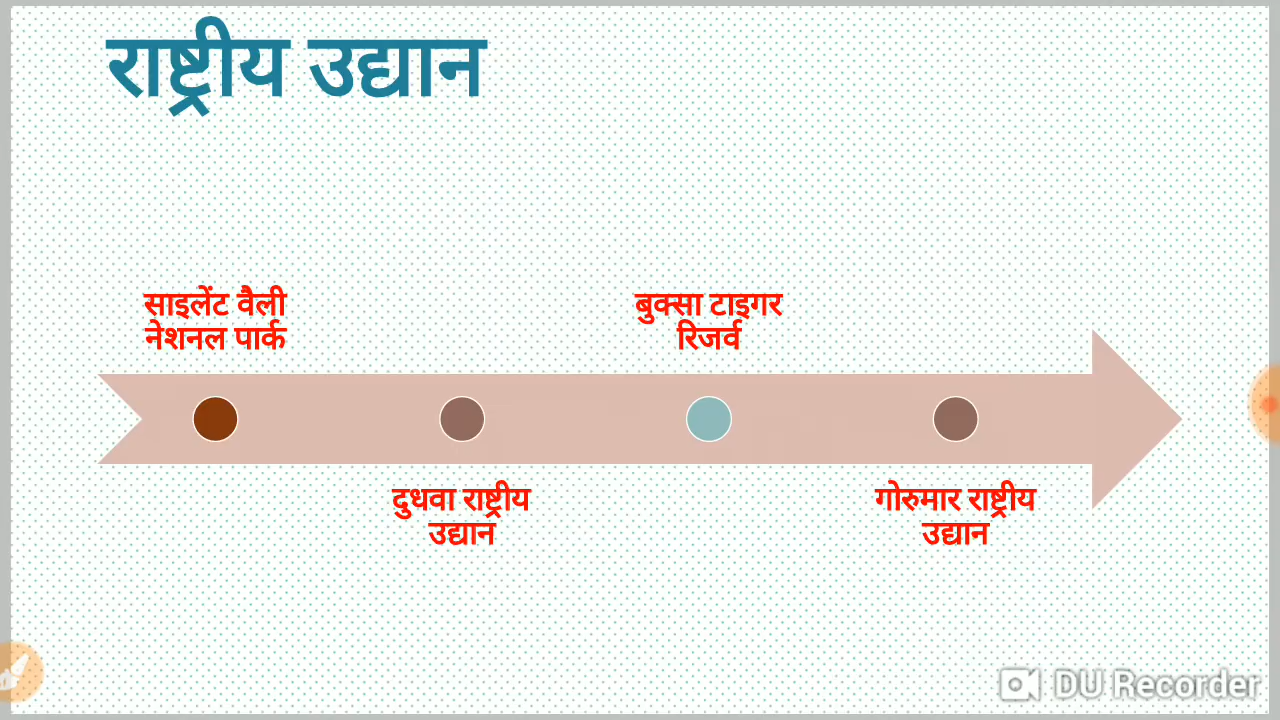 राष्ट्रीय उद्यान
साइलेंट वैली
नेशनल पार्क
बुक्सा टाइगर
रिजर्व
दुधवा राष्ट्रीय
उद्यान
गोरुमार राष्ट्रीय
उद्यान
DU Recorder